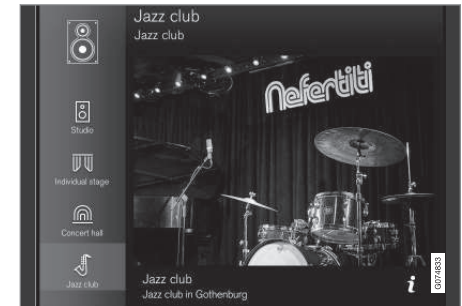 Jazz club
Jazz club
Nefertiti
Studio
Individual stage
Concert hall
Jazz club
Jazz club
Jazz club in Gothenburg
i
G074833